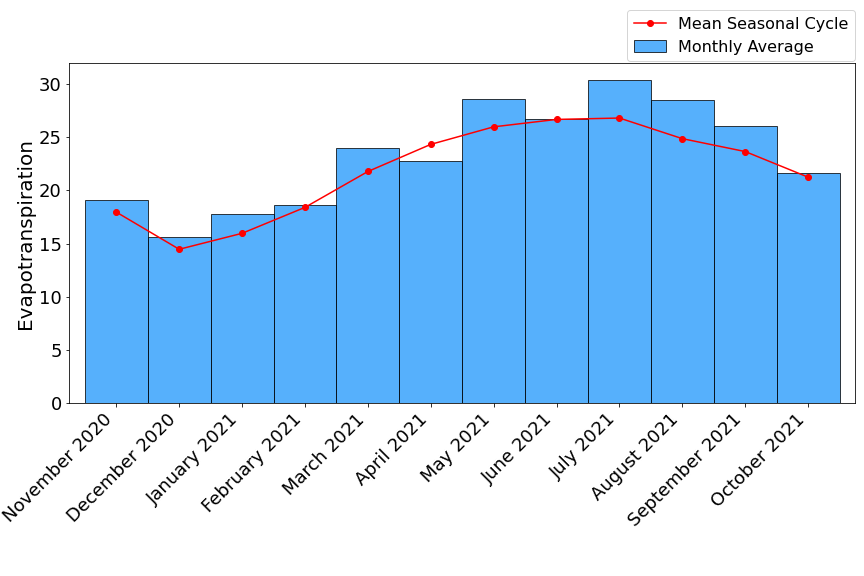 Mean Seasonal Cycle
Monthly Average
Evapotranspiration
30
25
20
15
10
5
0
November 2020
December 2020
January 2021
February 2021
March 2021
April 2021
May 2021
June 2021
July 2021
August 2021
September 2021
October 2021